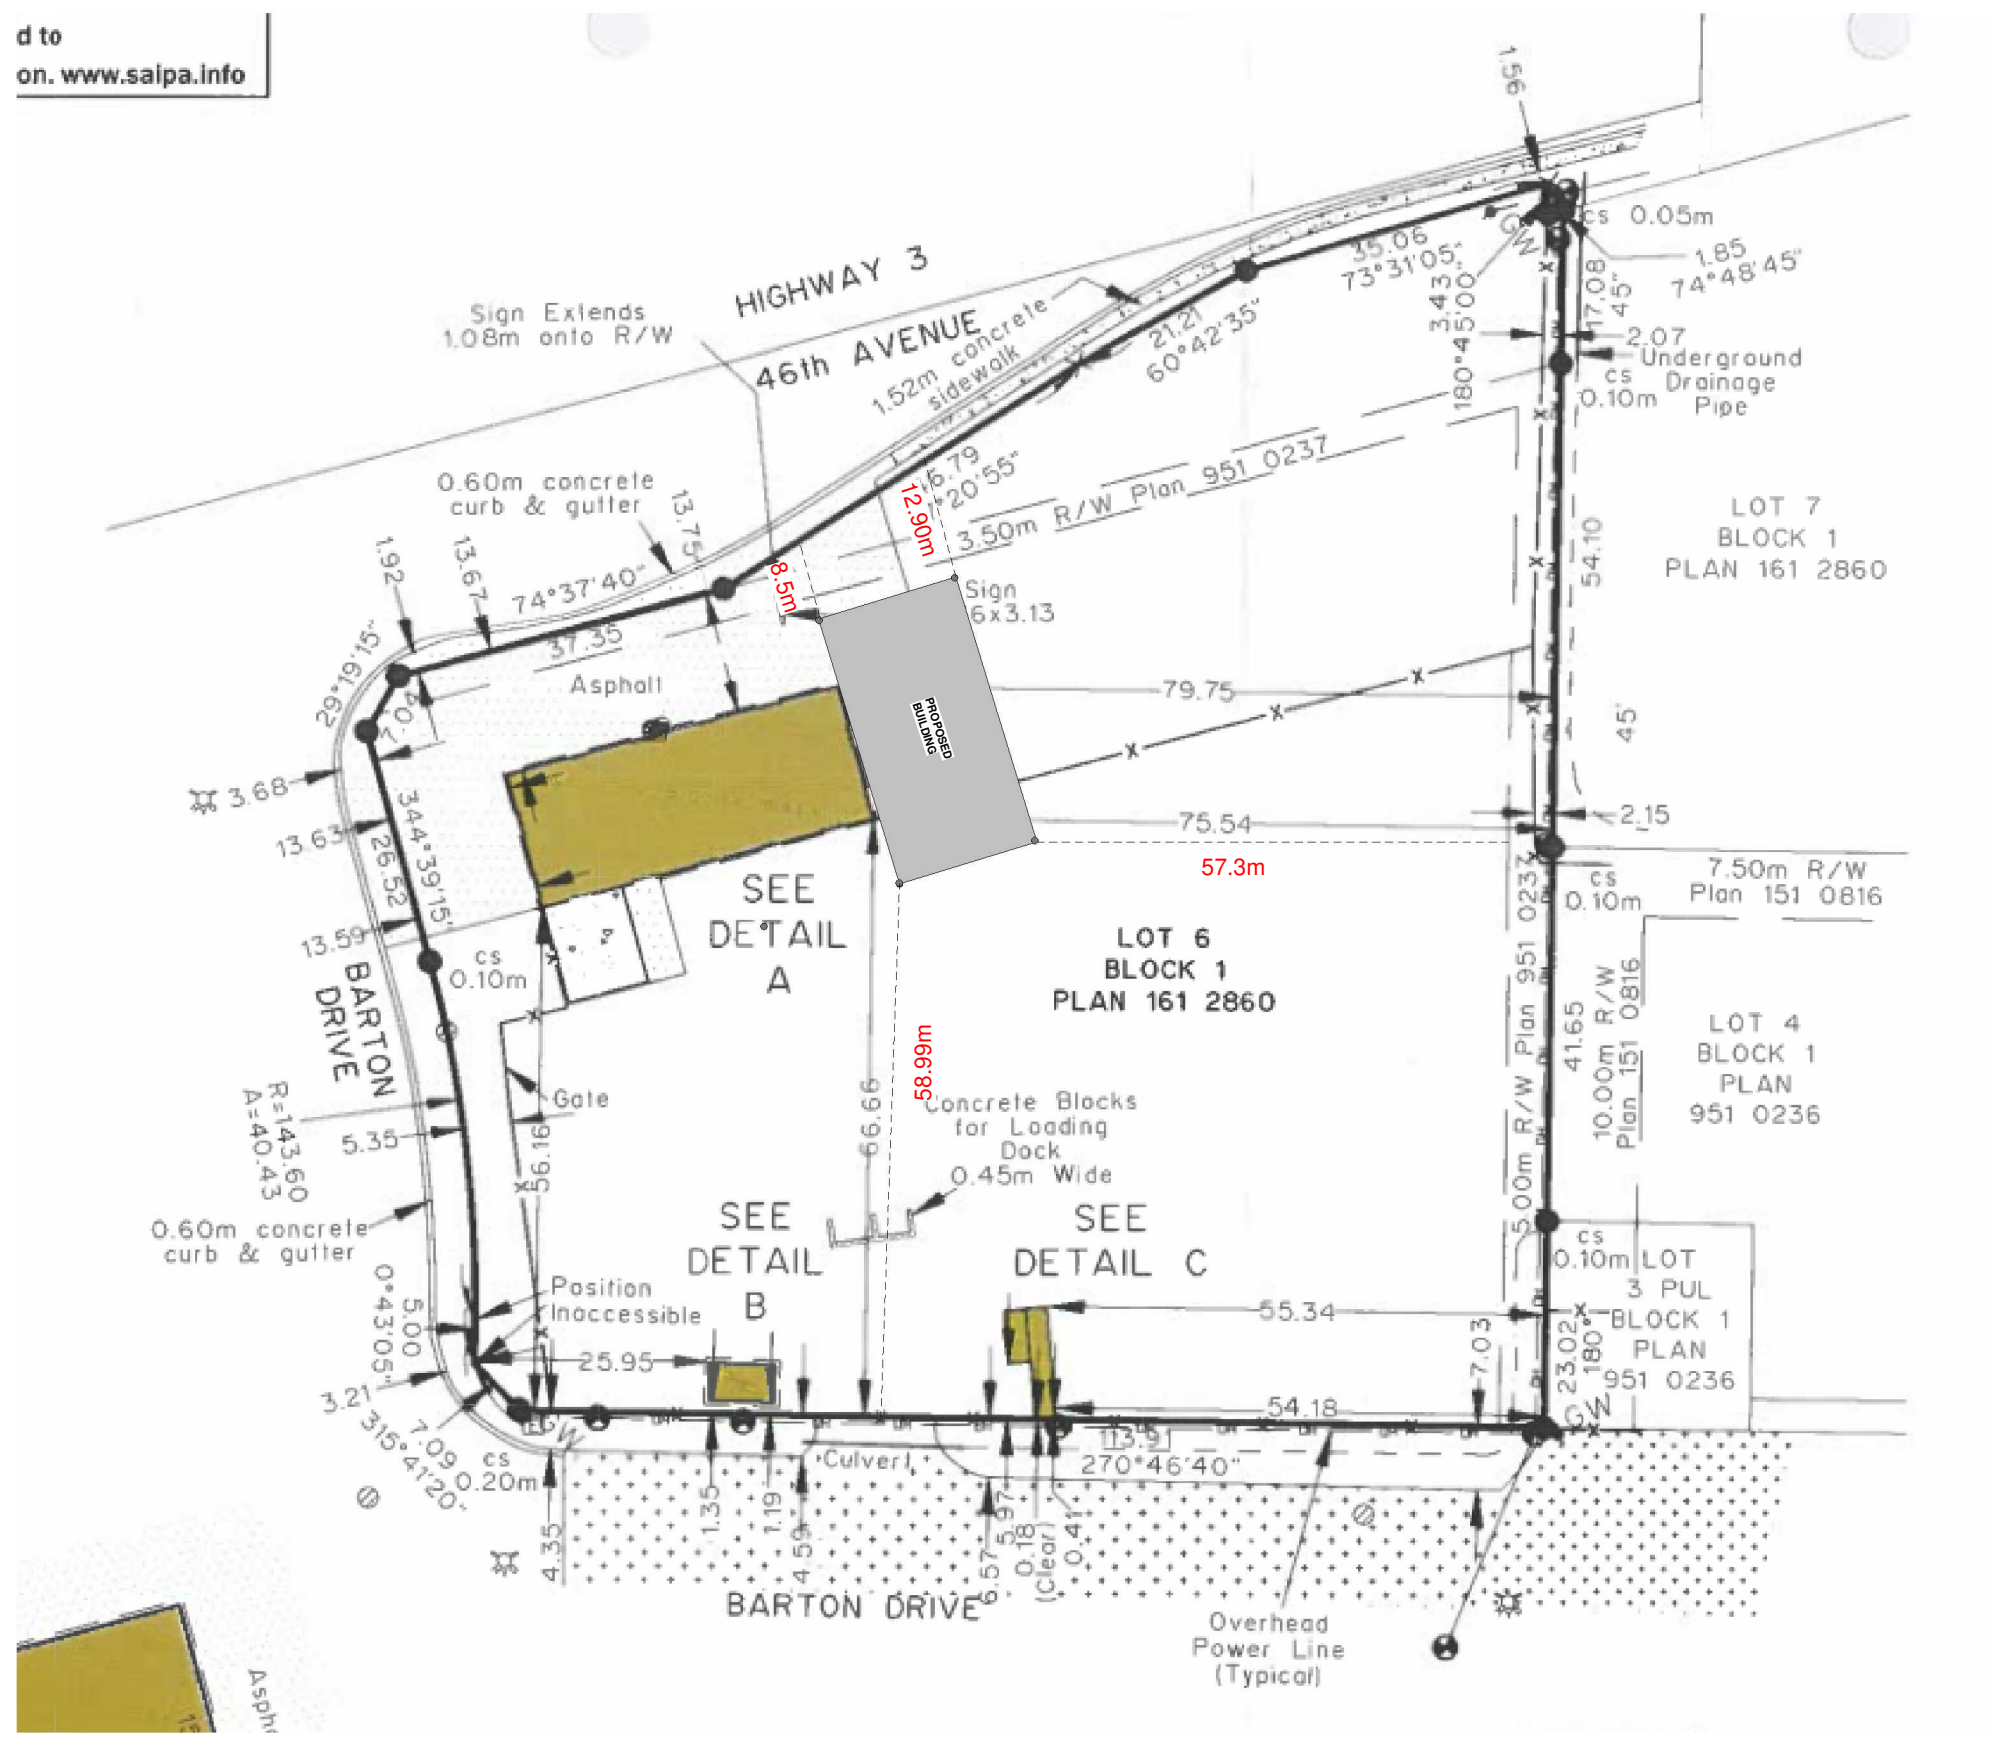 d to
on. www.saipa.info
1.56
cs 0.05m
GW
1.85
74°48'45"
HIGHWAY 3
46th AVENUE
35.06
73°31'05"
3.43
180°45'00"
17.08
45"
2.07
Sign Extends
1.08m onto R/W
1.52m concrete
sidewalk
21.21
60°42'35"
Underground
Drainage
Pipe
cs
0.10m
0.60m concrete
curb & gutter
13.75
6.79
°20'55"
12.90m
3.50m R/W Plan 951 0237
LOT 7
BLOCK 1
PLAN 161 2860
54.10
1.92
13.67
74°37'40"
8.5m
Sign
6x3.13
29°19'15"
37.35
Asphalt
7.04
79.75
45'
PROPOSED
BUILDING
3.68
13.63
344°39'15"
26.52
75.54
2.15
57.3m
7.50m R/W
Plan 151 0816
cs
0.10m
SEE
DETAIL
A
13.59
cs
0.10m
BARTON
DRIVE
LOT 6
BLOCK 1
PLAN 161 2860
5.00m R/W Plan 951 0237
41.65
10.00m R/W
Plan 151 0816
LOT 4
BLOCK 1
PLAN
951 0236
R=143.60
A=40.43
5.35
Gate
56.16
66.66
58.99m
Concrete Blocks
for Loading
Dock
0.45m Wide
0.60m concrete
curb & gutter
SEE
DETAIL
B
SEE
DETAIL C
cs
0.10m
LOT
3 PUL
BLOCK 1
PLAN
951 0236
Position
Inaccessible
5.00
0°43'05"
25.95
55.34
7.03
23.02
180°
3.21
315°41'20"
7.09
GW
54.18
GW
113.91
270°46'40"
cs
0.20m
Culvert
4.35
1.35
1.19
4.59
6.57
5.97
0.18
(Clear)
0.41
BARTON DRIVE
Overhead
Power Line
(Typical)
Aspha